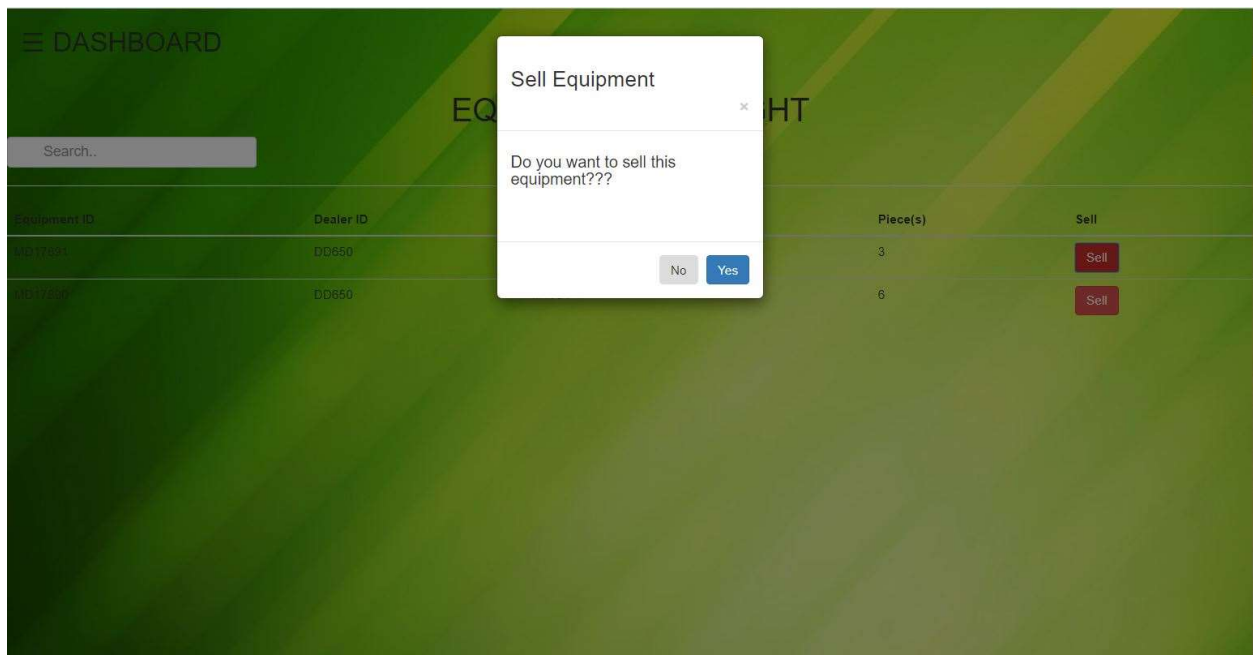 ☰ DASHBOARD
Sell Equipment
×
EQ HT
Search..
Do you want to sell this
equipment???
Equipment ID Dealer ID Piece(s) Sell
DD650 3 Sell
DD650 6 Sell
No Yes